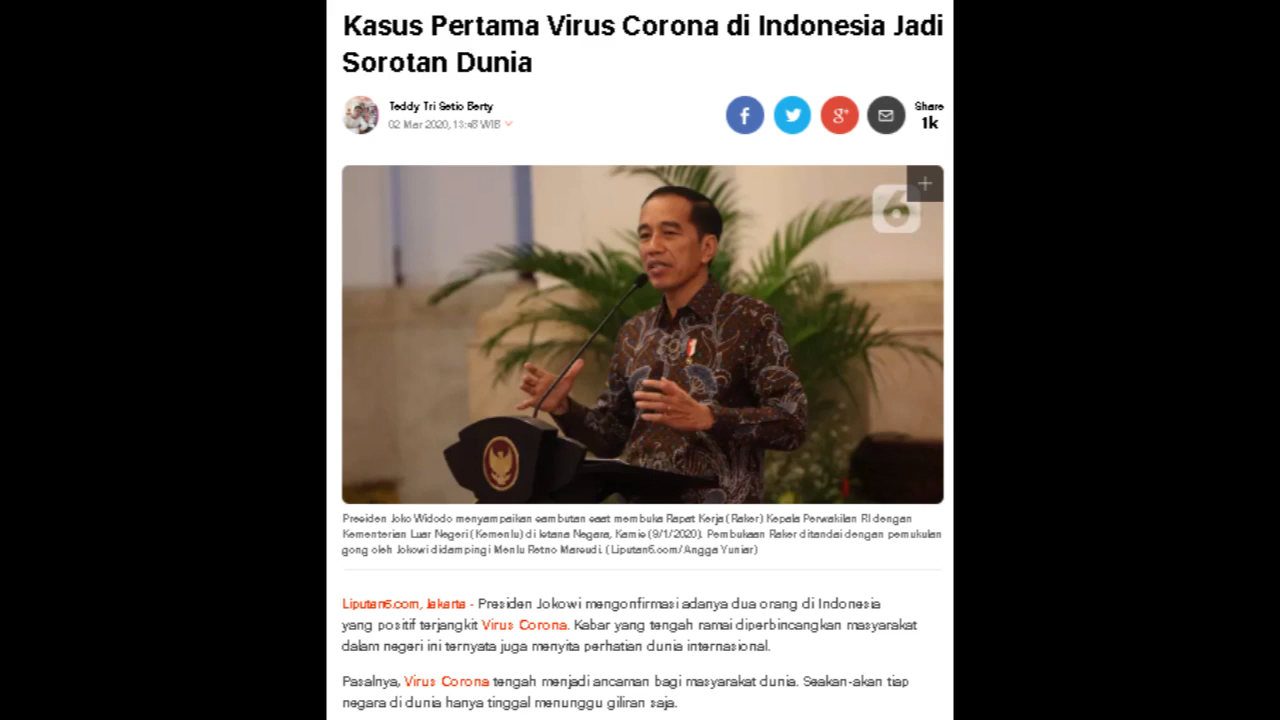 Kasus Pertama Virus Corona di Indonesia Jadi
Sorotan Dunia
Teddy Tri Setio Berty
02 Mar 2020, 13:48 WIB
Share
1k
6
Presiden Joko Widodo menyampaikan sambutan saat membuka Rapat Kerja (Raker) Kepala Perwakilan RI dengan
Kementerian Luar Negeri (Kemenlu) di Istana Negara, Kamis (9/1/2020). Pembukaan Raker ditandai dengan pemukulan
gong oleh Jokowi didampingi Menlu Retno Marsudi. (Liputan6.com/Angga Yuniar)
Liputan6.com, Jakarta - Presiden Jokowi mengonfirmasi adanya dua orang di Indonesia
yang positif terjangkit Virus Corona. Kabar yang tengah ramai diperbincangkan masyarakat
dalam negeri ini ternyata juga menyita perhatian dunia internasional.
Pasalnya, Virus Corona tengah menjadi ancaman bagi masyarakat dunia. Seakan-akan tiap
negara di dunia hanya tinggal menunggu giliran saja.